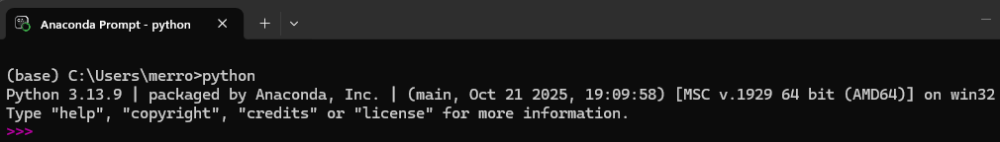 Anaconda Prompt - python
(base) C:\Users\merro>python
Python 3.13.9 | packaged by Anaconda, Inc. | (main, Oct 21 2025, 19:09:58) [MSC v.1929 64 bit (AMD64)] on win32
Type "help", "copyright", "credits" or "license" for more information.
>>>